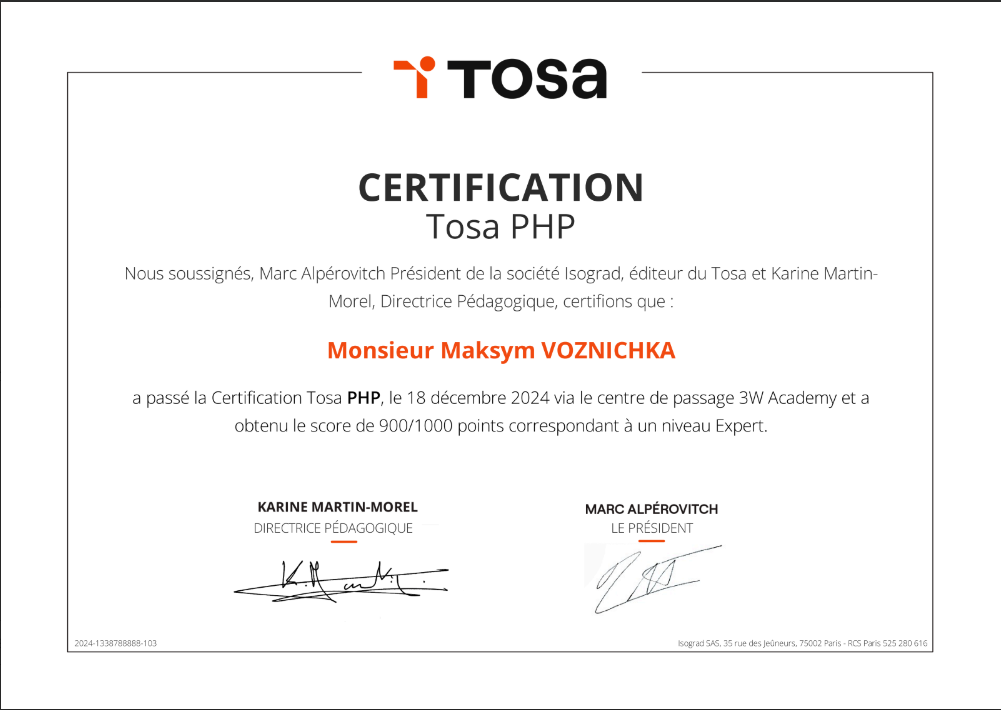 TOSA
CERTIFICATION
Tosa PHP
Nous soussignés, Marc Alpérovitch Président de la société Isograd, éditeur du Tosa et Karine Martin-
Morel, Directrice Pédagogique, certifions que :
Monsieur Maksym VOZNICHKA
a passé la Certification Tosa PHP, le 18 décembre 2024 via le centre de passage 3W Academy et a
obtenu le score de 900/1000 points correspondant à un niveau Expert.
KARINE MARTIN-MOREL
DIRECTRICE PÉDAGOGIQUE
MARC ALPÉROVITCH
LE PRÉSIDENT
2024-1338788888-103
Isograd SAS, 35 rue des Jeûneurs, 75002 Paris - RCS Paris 525 280 616